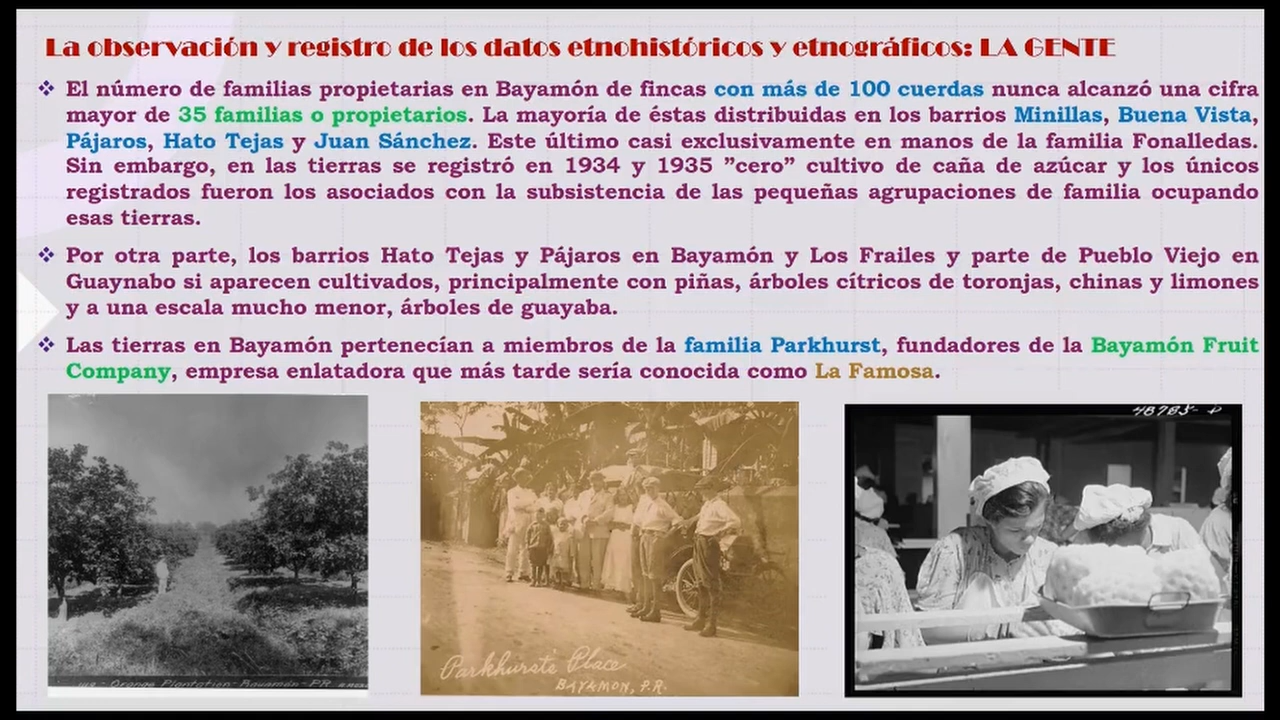 La observación y registro de los datos etnohistóricos y etnográficos: LA GENTE
❖ El número de familias propietarias en Bayamón de fincas con más de 100 cuerdas nunca alcanzó una cifra
mayor de 35 familias o propietarios. La mayoría de éstas distribuidas en los barrios Minillas, Buena Vista,
Pájaros, Hato Tejas y Juan Sánchez. Este último casi exclusivamente en manos de la familia Fonalledas.
Sin embargo, en las tierras se registró en 1934 y 1935 ”cero” cultivo de caña de azúcar y los únicos
registrados fueron los asociados con la subsistencia de las pequeñas agrupaciones de familia ocupando
esas tierras.
❖ Por otra parte, los barrios Hato Tejas y Pájaros en Bayamón y Los Frailes y parte de Pueblo Viejo en
Guaynabo si aparecen cultivados, principalmente con piñas, árboles cítricos de toronjas, chinas y limones
y a una escala mucho menor, árboles de guayaba.
❖ Las tierras en Bayamón pertenecían a miembros de la familia Parkhurst, fundadores de la Bayamón Fruit
Company, empresa enlatadora que más tarde sería conocida como La Famosa.
Orange Plantation - Bayamón - PR
Parkhursts Place
BAYAMON, P.R.
48785-D